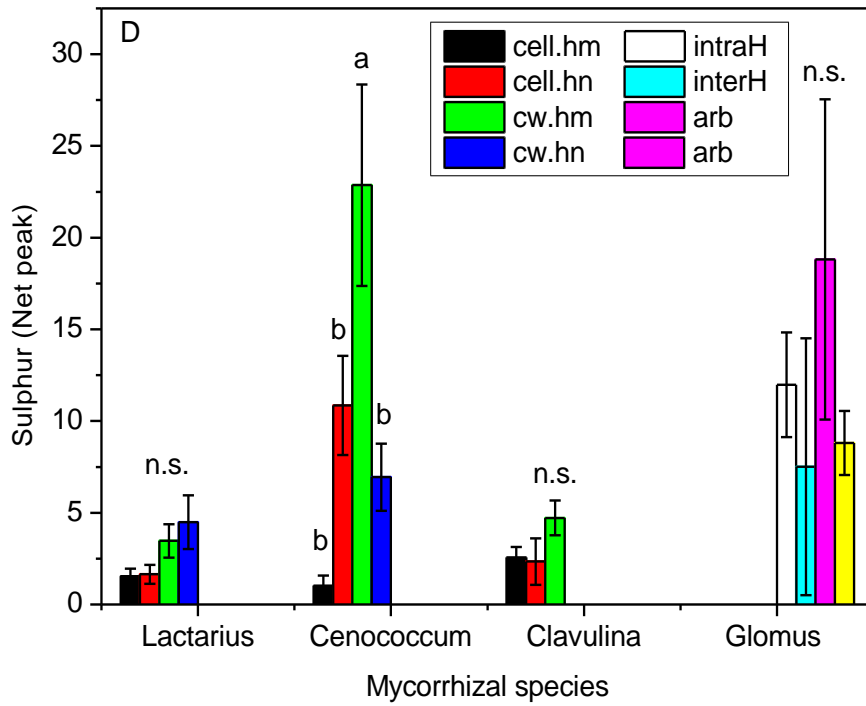 D
cell.hm intraH
cell.hn interH
cw.hm arb
cw.hn arb
n.s.
a
b
b
b
n.s.
n.s.
30
25
20
15
10
5
0
Sulphur (Net peak)
Lactarius Cenococcum Clavulina Glomus
Mycorrhizal species